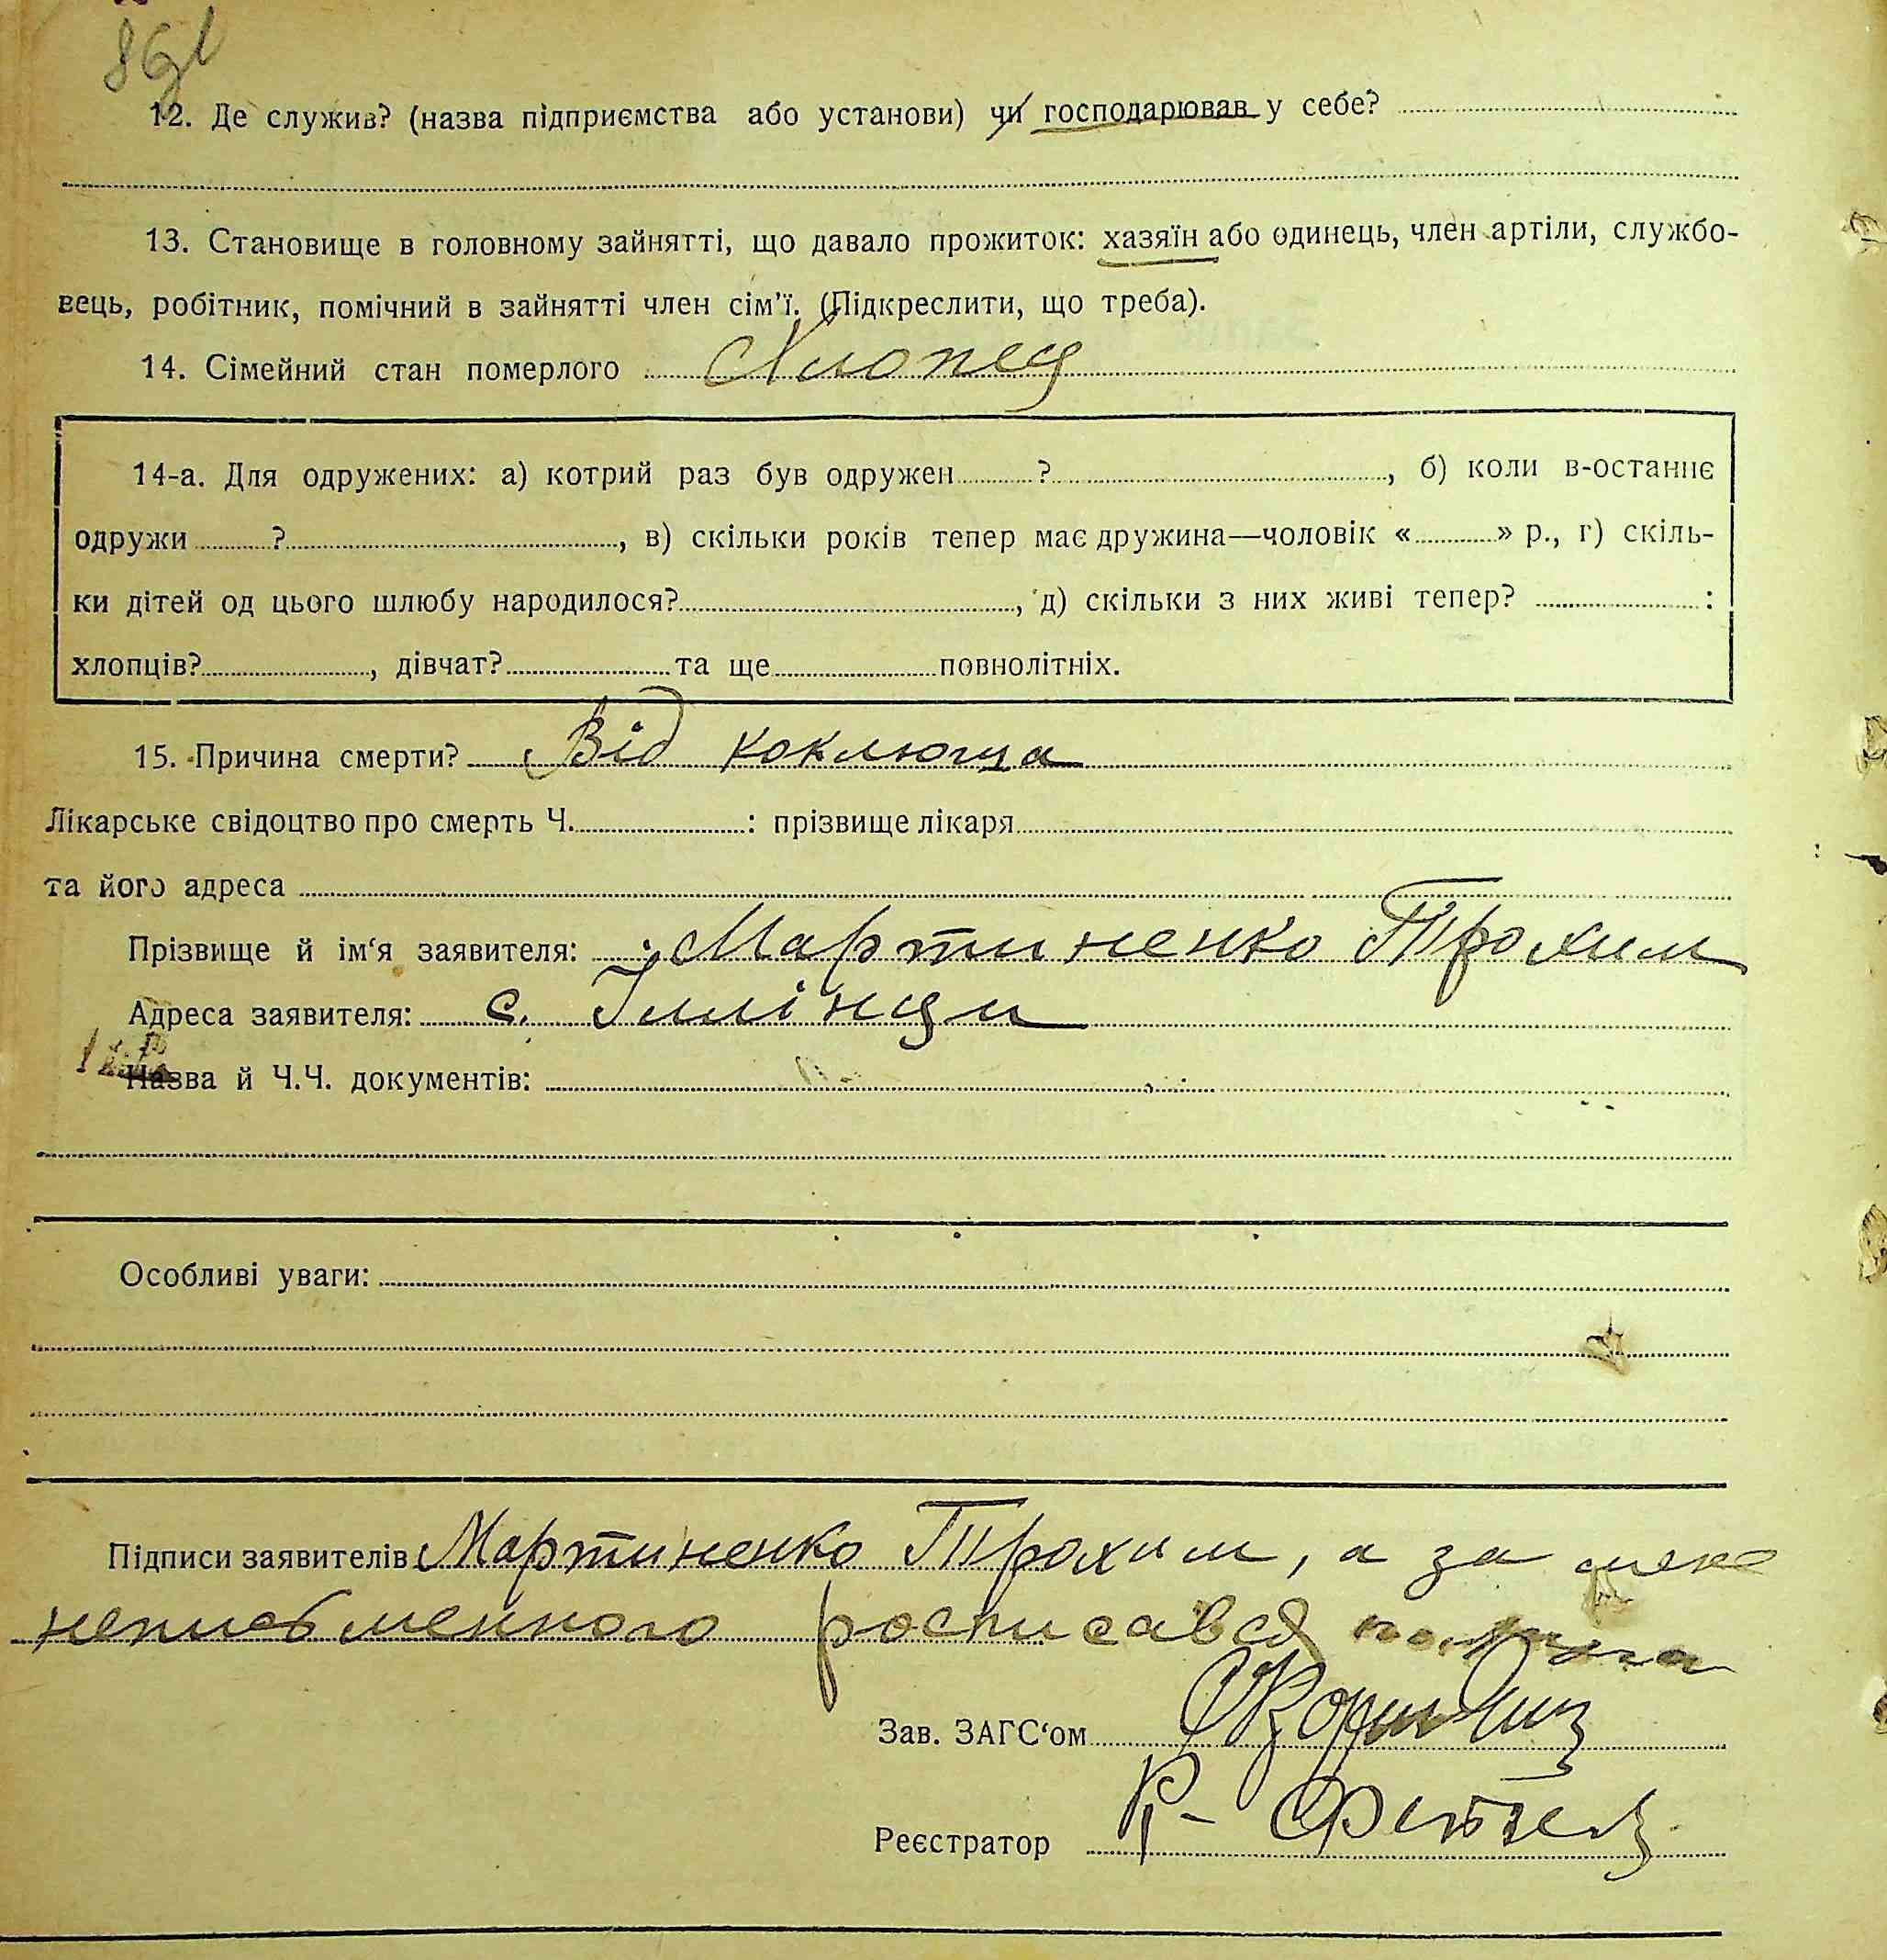 12. Де служив? (назва підприємства або установи) чи господарював у себе?
13. Становище в головному зайнятті, що давало прожиток: хазяїн або одинець, член артіли, службо-
вець, робітник, помічний в зайнятті член сім'ї. (Підкреслити, що треба).
14. Сімейний стан померлого Хлопец
14-а. Для одружених: а) котрий раз був одружен ? , б) коли в-останнє
одружи ? , в) скільки років тепер має дружина—чоловік « » р., г) скіль-
ки дітей од цього шлюбу народилося? , д) скільки з них живі тепер? :
хлопців? , дівчат? та ще повнолітніх.
15. Причина смерти? Від коклюша
Лікарське свідоцтво про смерть Ч. : прізвище лікаря
та його адреса
Прізвище й ім'я заявителя: Мартиненко Трохим
Адреса заявителя: с. Іллінци
Назва й Ч.Ч. документів:
Особливі уваги:
Підписи заявителів Мартиненко Трохим, а за
неписьменного росписався
Зав. ЗАГС'ом
Реєстратор